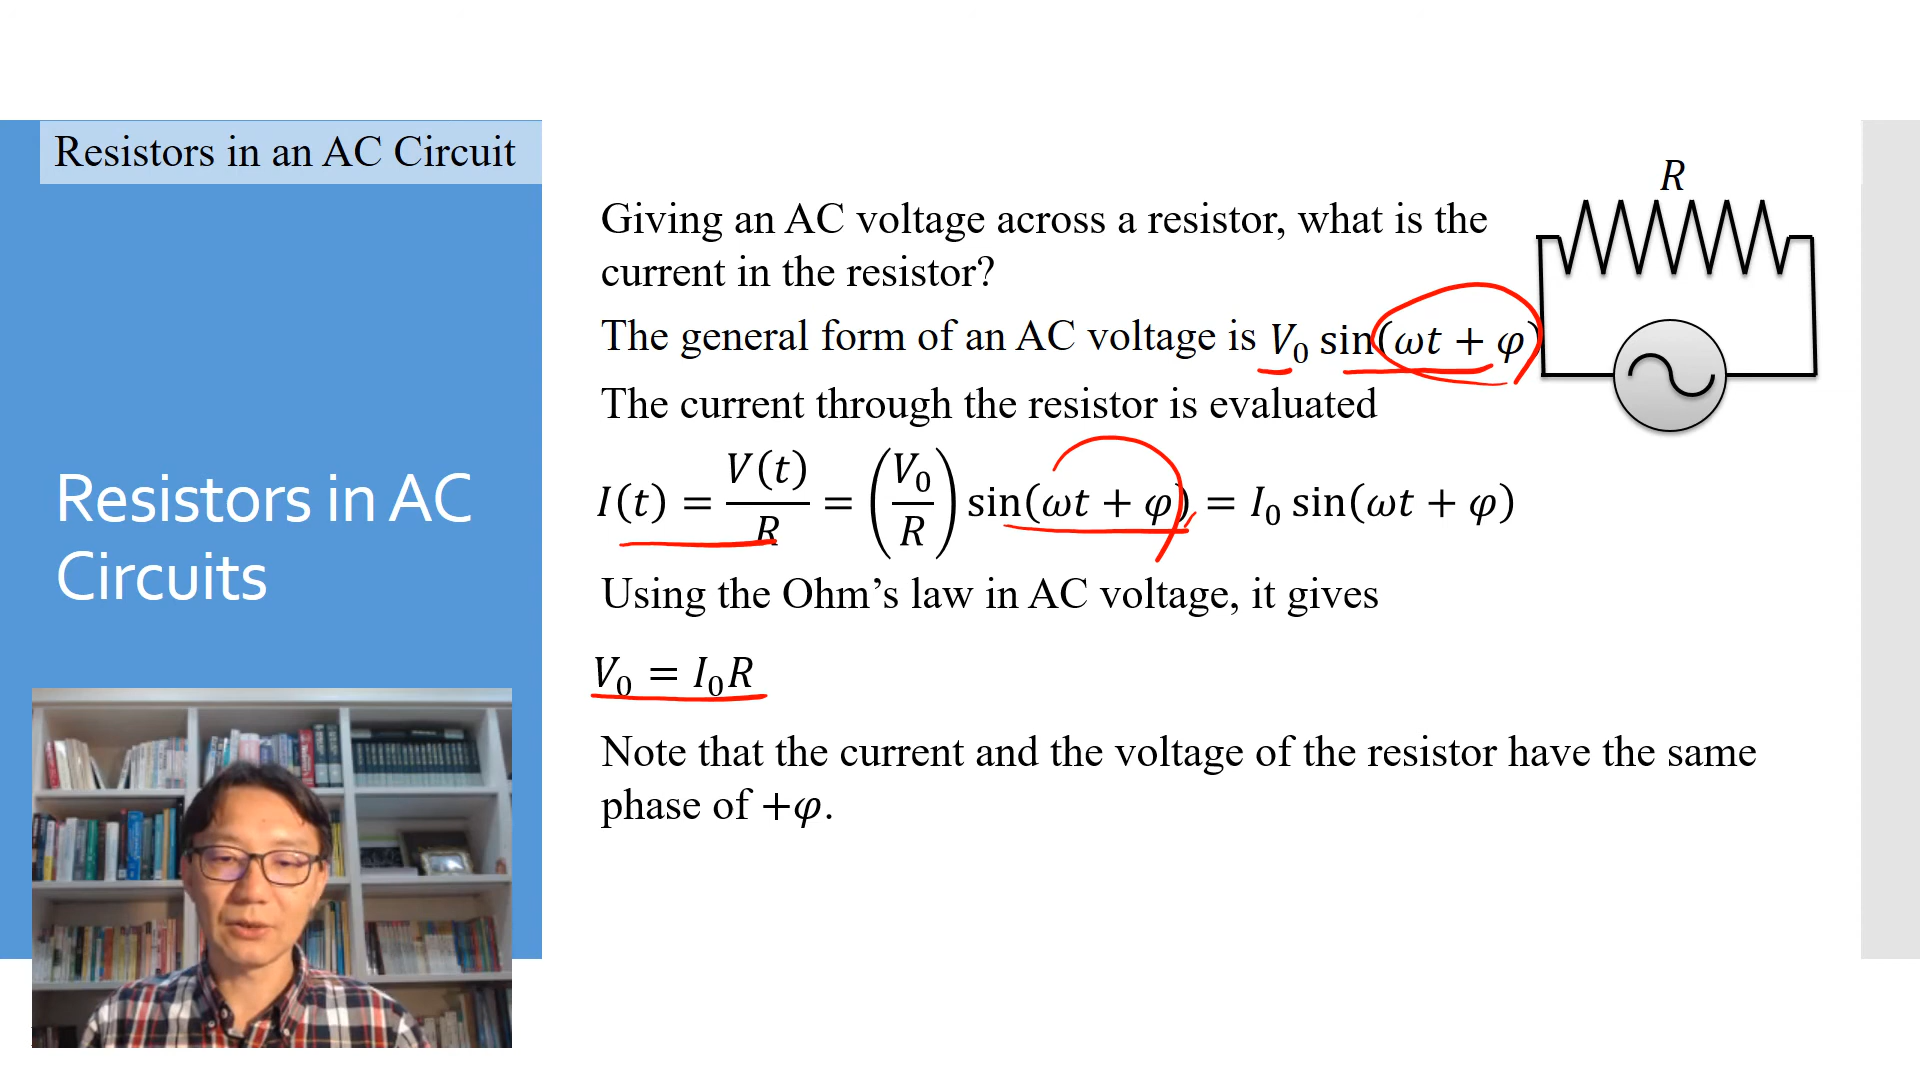 Resistors in an AC Circuit
Resistors in AC
Circuits
Giving an AC voltage across a resistor, what is the
current in the resistor?
The general form of an AC voltage is V₀ sin(ωt + φ)
The current through the resistor is evaluated
I(t) = V(t)/R = (V₀/R) sin(ωt + φ) = I₀ sin(ωt + φ)
Using the Ohm’s law in AC voltage, it gives
V₀ = I₀R
Note that the current and the voltage of the resistor have the same
phase of +φ.
R